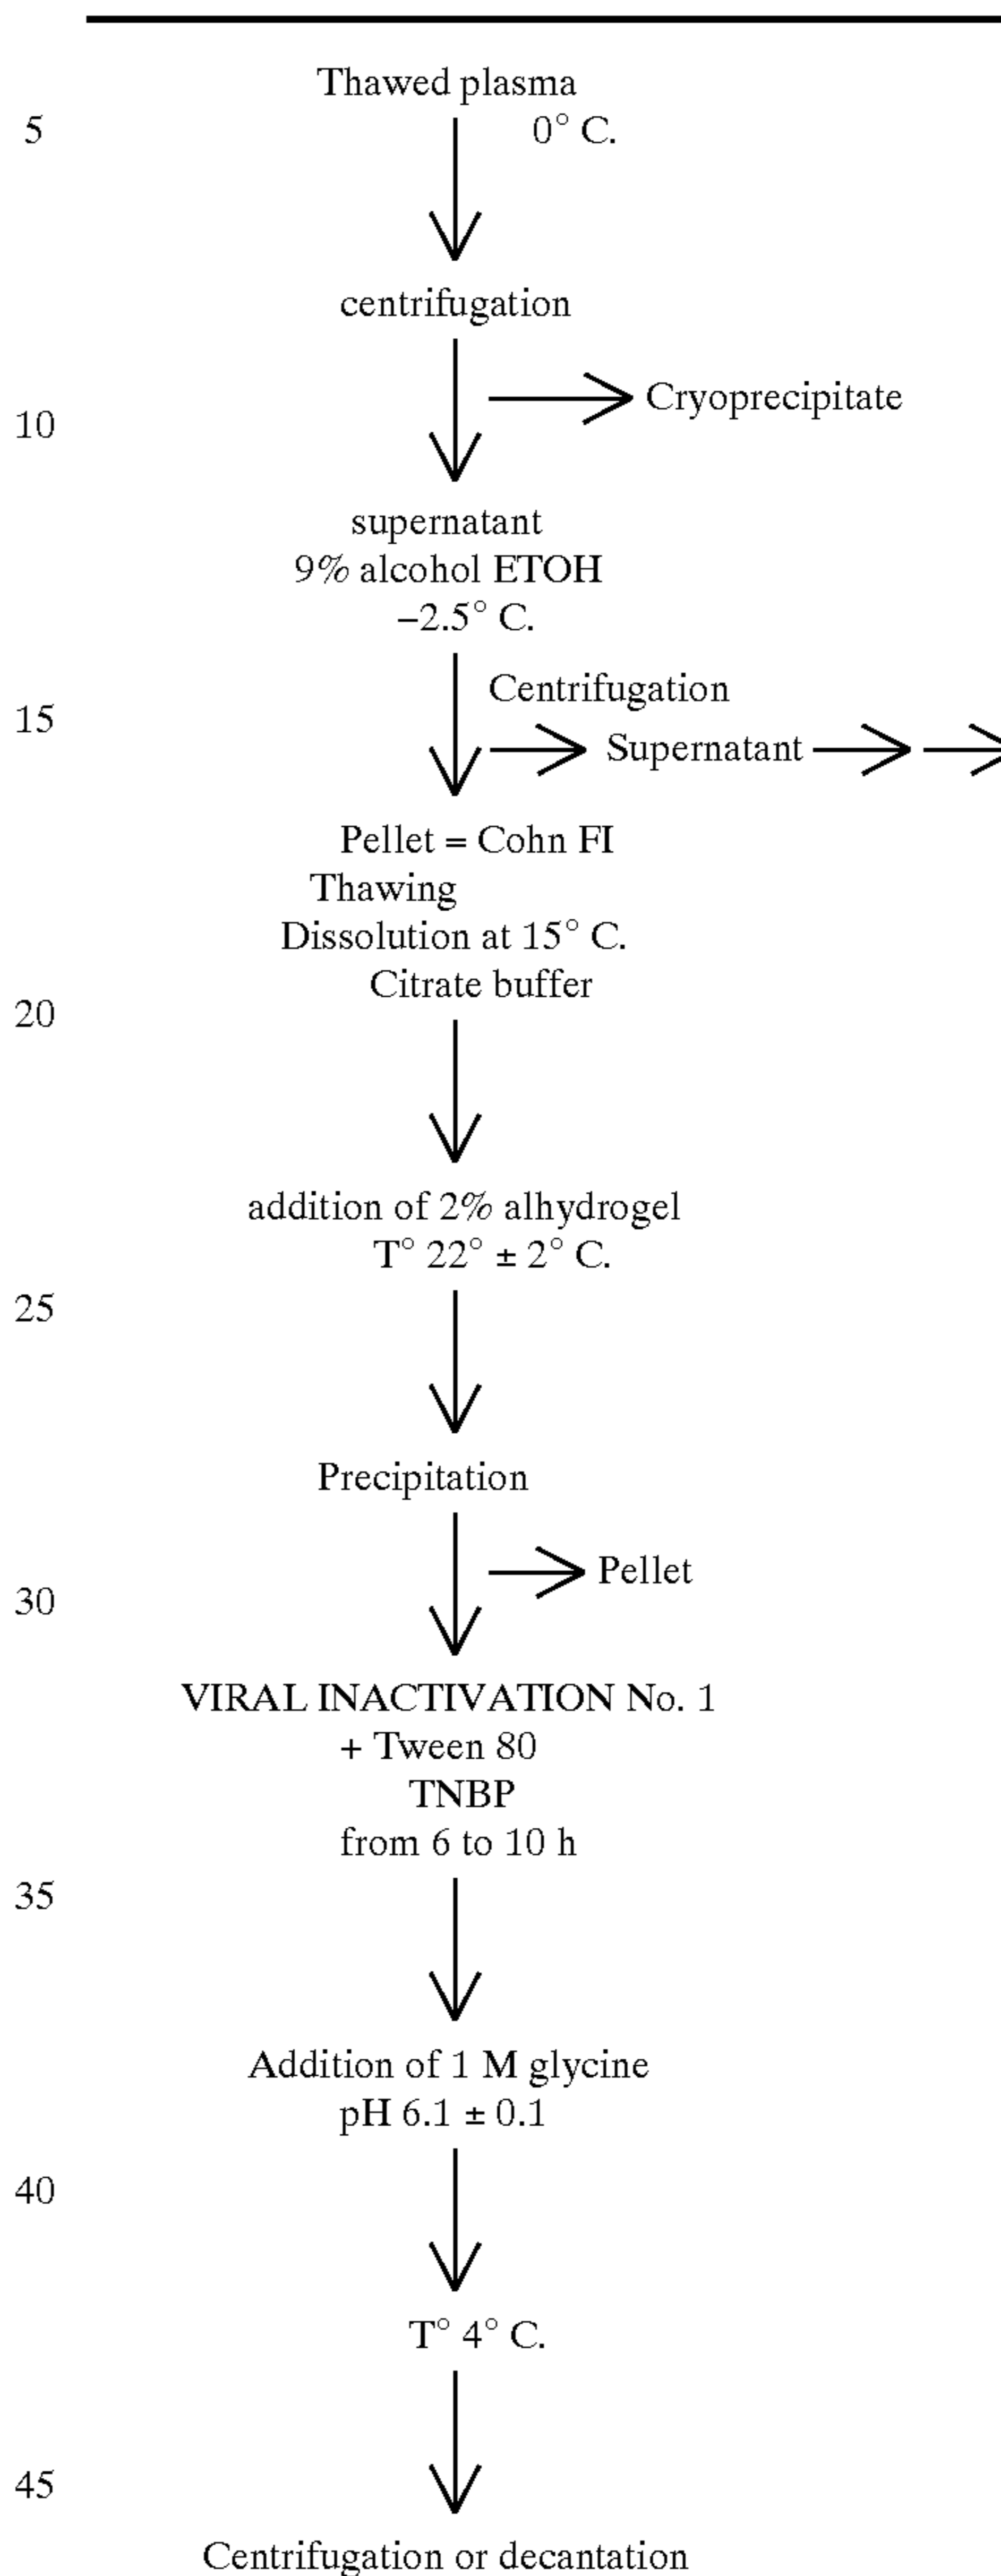 Thawed plasma
5 0° C.
centrifugation
Cryoprecipitate
10
supernatant
9% alcohol ETOH
–2.5° C.
Centrifugation
15
Supernatant
Pellet = Cohn FI
Thawing
Dissolution at 15° C.
Citrate buffer
20
addition of 2% alhydrogel
T° 22° ± 2° C.
25
Precipitation
Pellet
30
VIRAL INACTIVATION No. 1
+ Tween 80
TNBP
from 6 to 10 h
35
Addition of 1 M glycine
pH 6.1 ± 0.1
40
T° 4° C.
45
Centrifugation or decantation